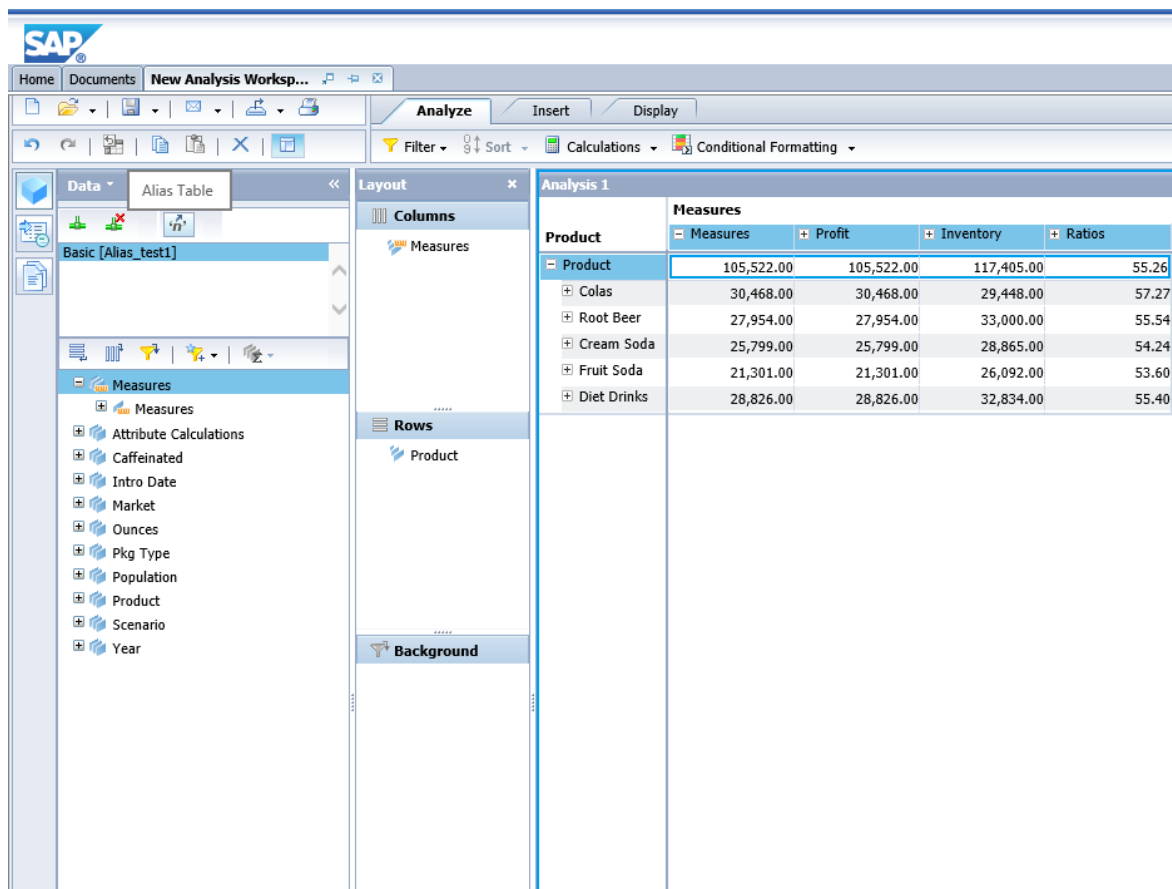 SAP®
Home Documents New Analysis Worksp...
Analyze Insert Display
Filter Sort Calculations Conditional Formatting
Data
Alias Table
Basic [Alias_test1]
Measures
Measures
Attribute Calculations
Caffeinated
Intro Date
Market
Ounces
Pkg Type
Population
Product
Scenario
Year
Layout
Columns
Measures
Rows
Product
Background
Analysis 1
Measures
Product Measures Profit Inventory Ratios
Product 105,522.00 105,522.00 117,405.00 55.26
Colas 30,468.00 30,468.00 29,448.00 57.27
Root Beer 27,954.00 27,954.00 33,000.00 55.54
Cream Soda 25,799.00 25,799.00 28,865.00 54.24
Fruit Soda 21,301.00 21,301.00 26,092.00 53.60
Diet Drinks 28,826.00 28,826.00 32,834.00 55.40